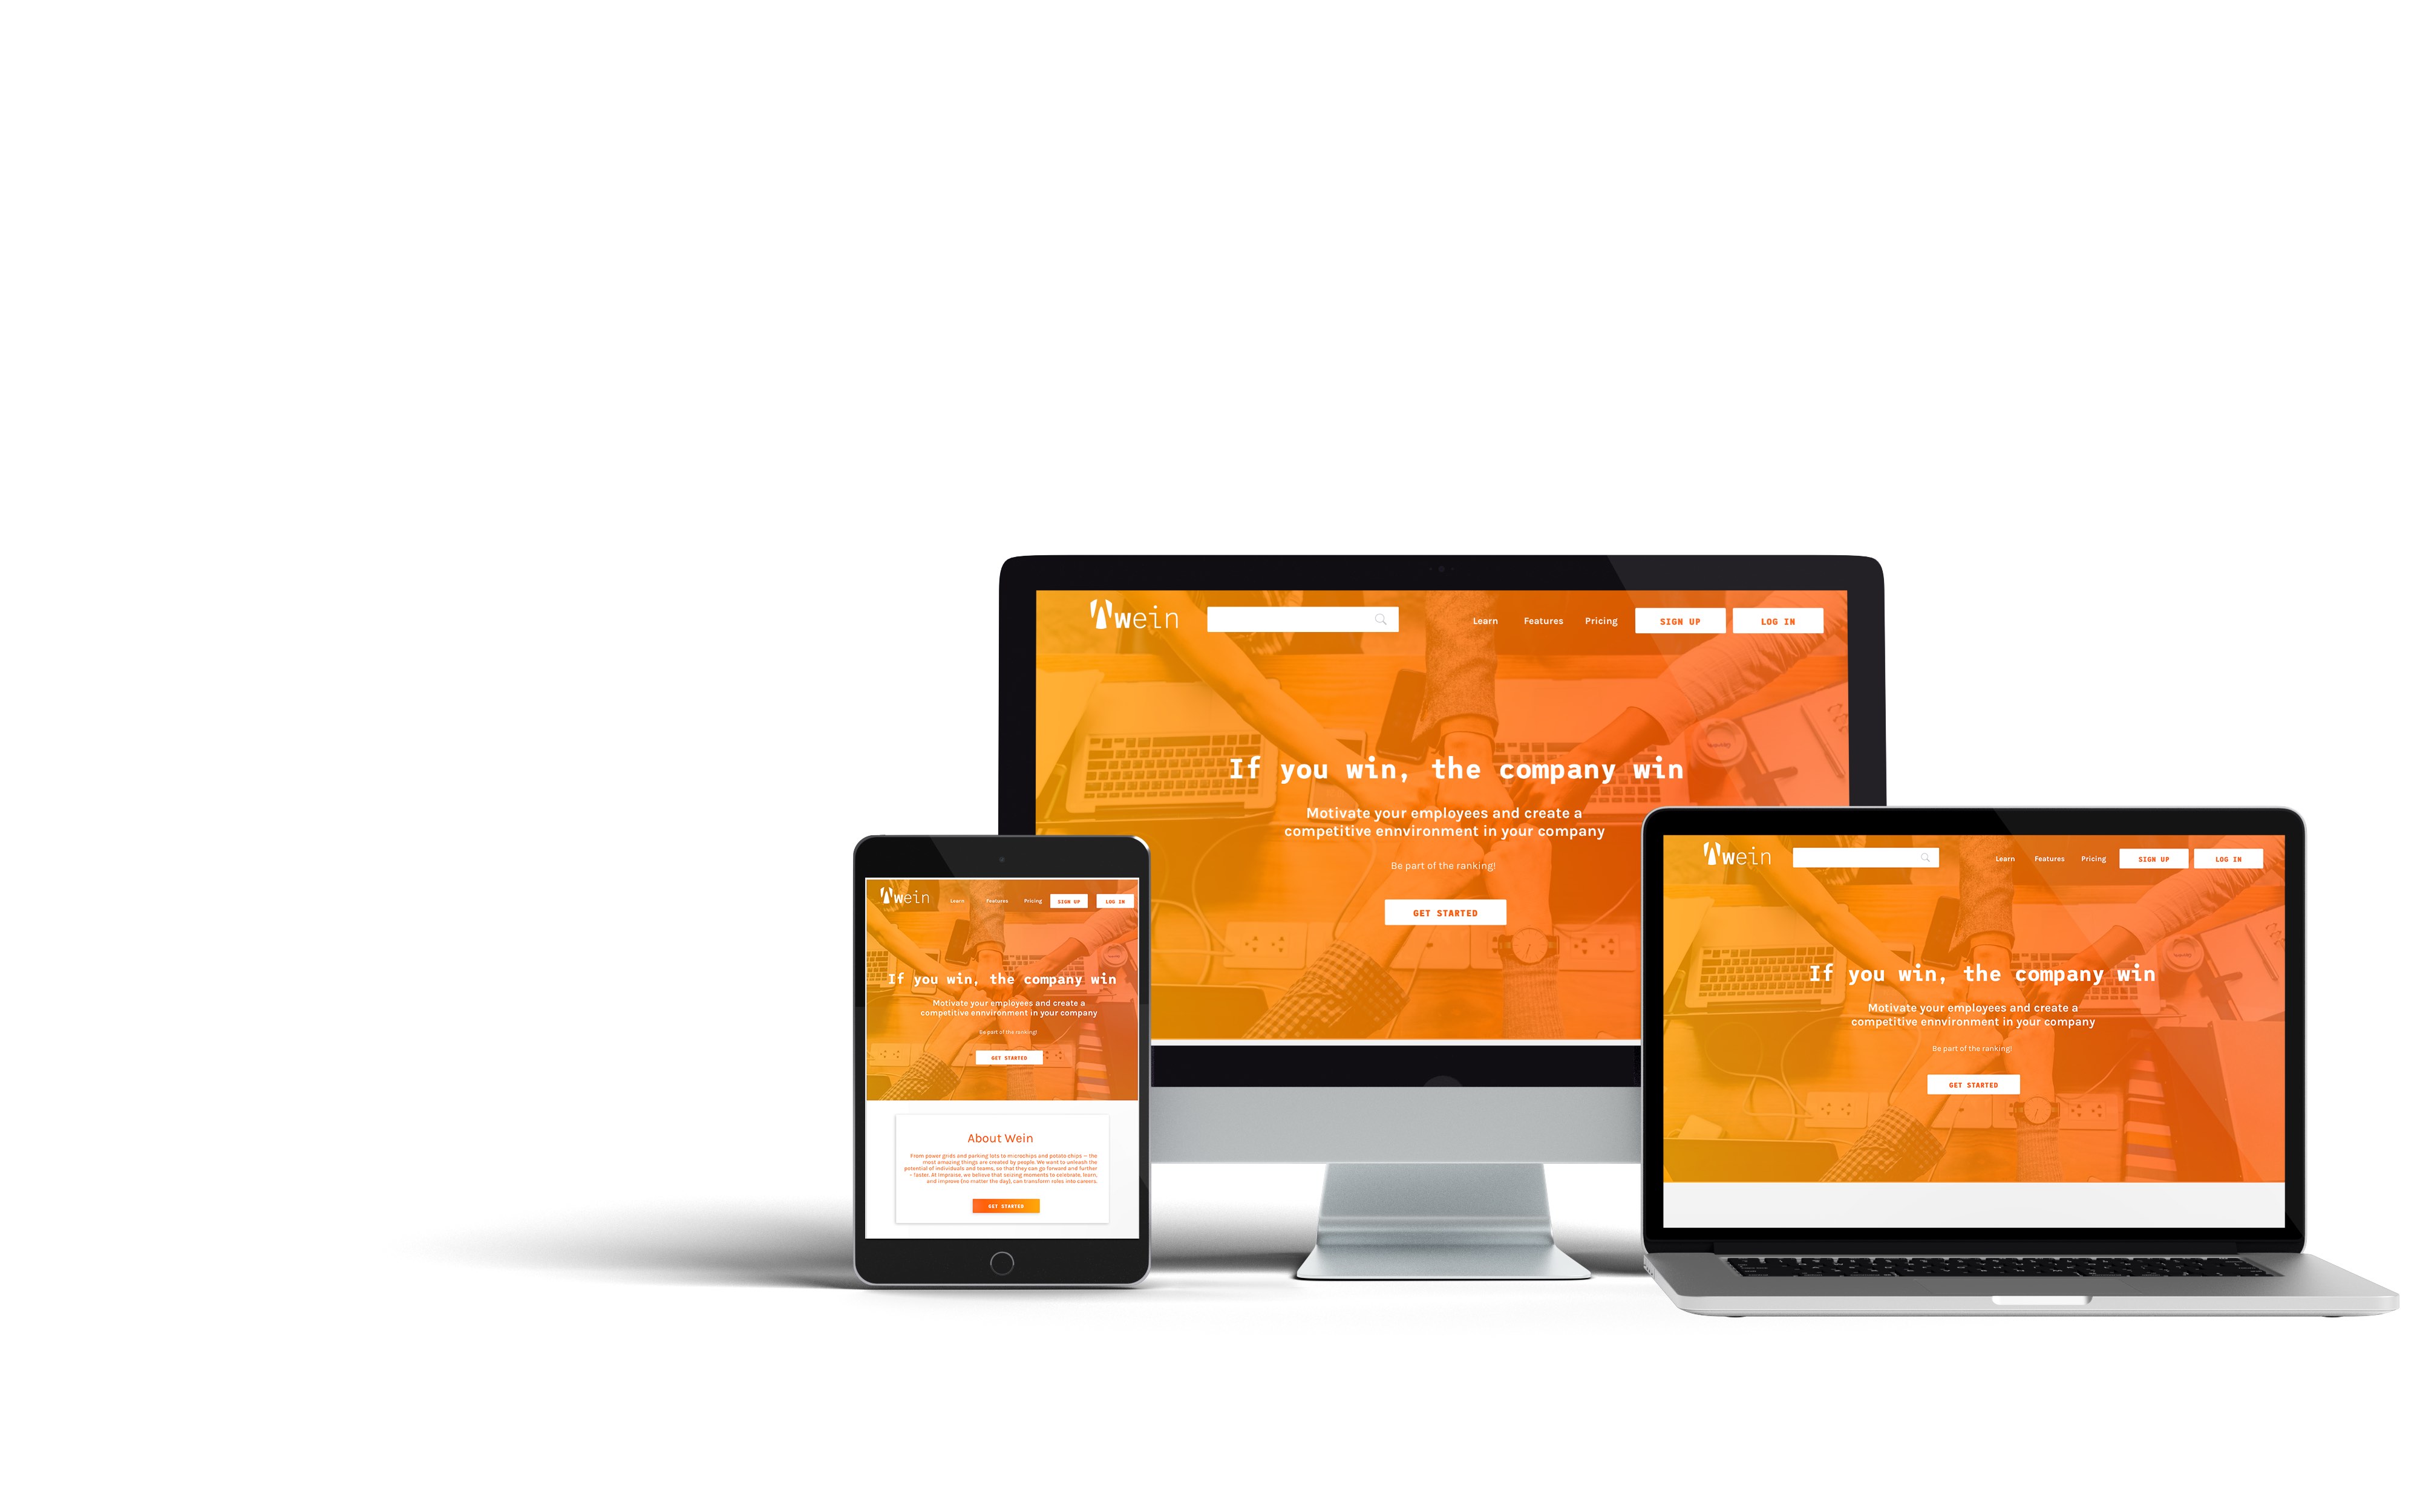 wein
Learn Features Pricing SIGN UP LOG IN
If you win, the company win
Motivate your employees and create a
competitive ennvironment in your company
Be part of the ranking!
GET STARTED
wein
Learn Features Pricing SIGN UP LOG IN
If you win, the company win
Motivate your employees and create a
competitive ennvironment in your company
Be part of the ranking!
GET STARTED
About Wein
From power grids and parking lots to microchips and potato chips — the
most amazing things are created by people. We want to unleash the
potential of individuals and teams, so that they can go forward and further
- faster. At Impraise, we believe that seizing moments to celebrate, learn,
and improve (no matter the day), can transform roles into careers.
GET STARTED
wein
Learn Features Pricing SIGN UP LOG IN
If you win, the company win
Motivate your employees and create a
competitive ennvironment in your company
Be part of the ranking!
GET STARTED